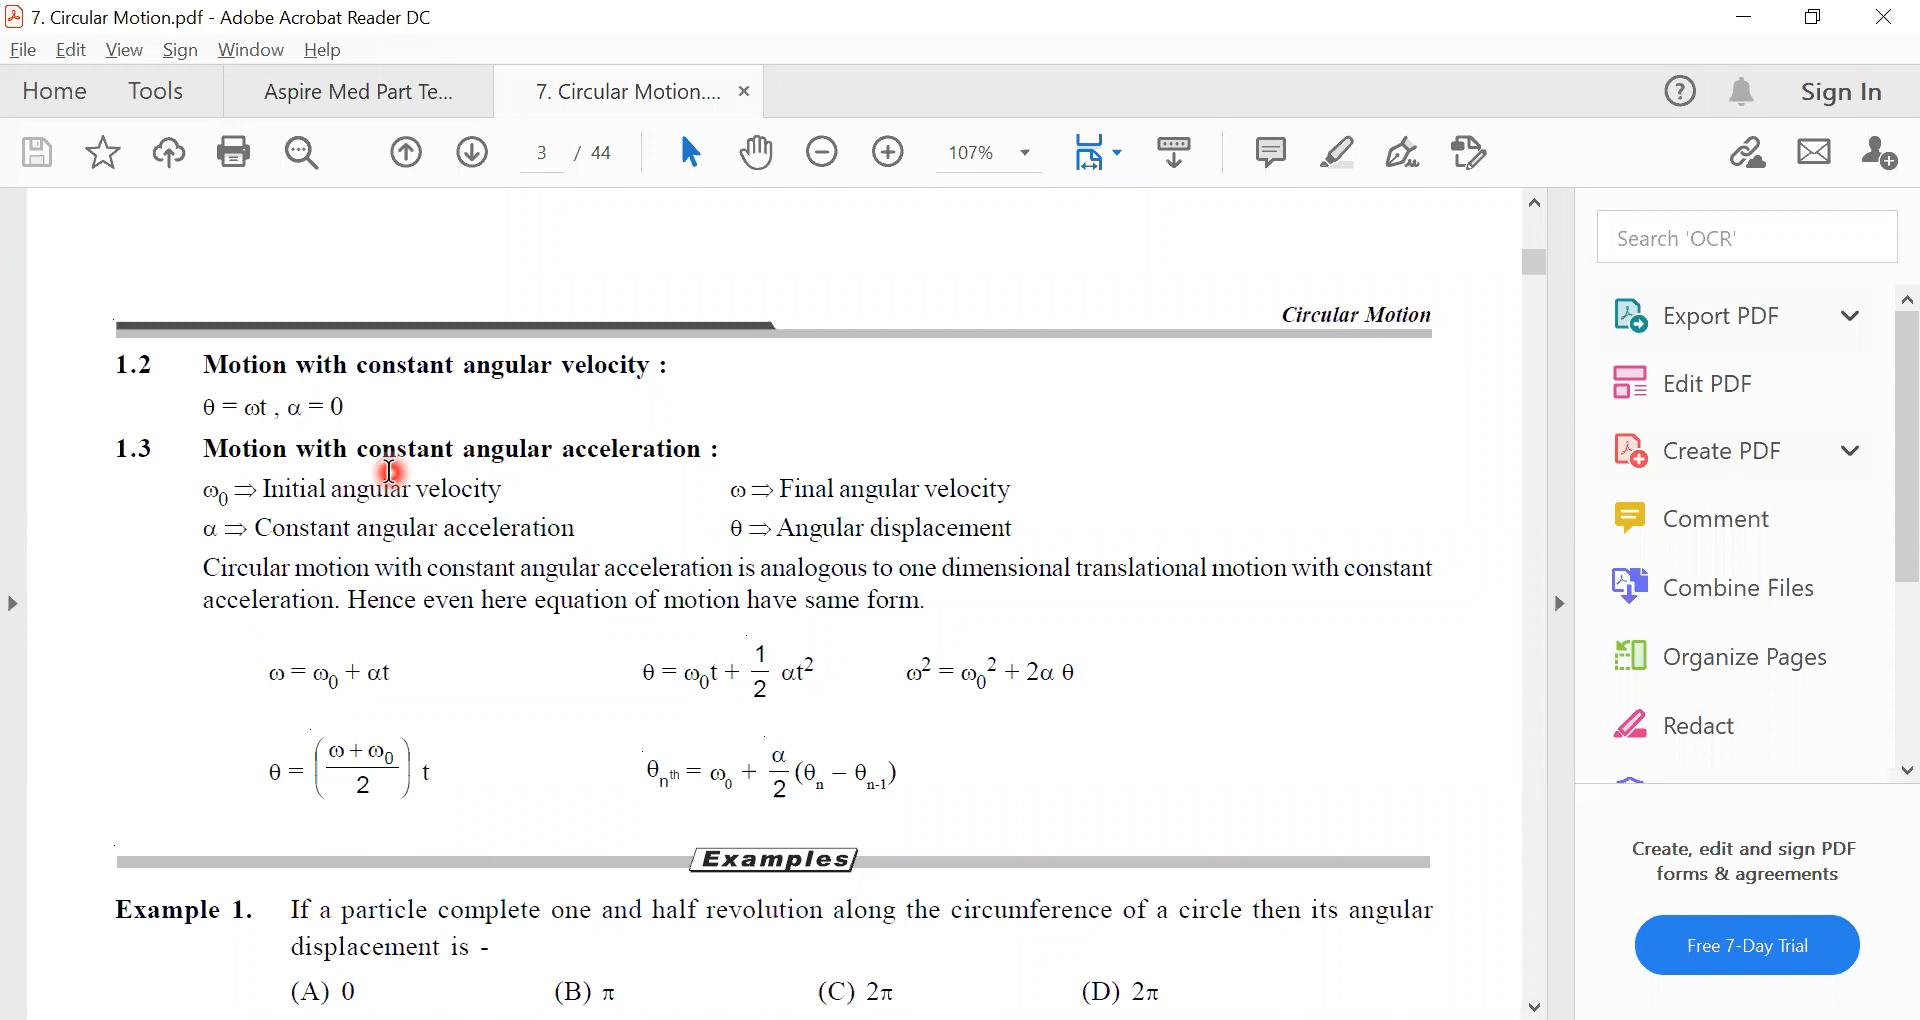 7. Circular Motion.pdf - Adobe Acrobat Reader DC
File Edit View Sign Window Help
Home Tools Aspire Med Part Te... 7. Circular Motion.... × Sign In
3 / 44 107%
Search 'OCR'
Export PDF
Edit PDF
Create PDF
Comment
Combine Files
Organize Pages
Redact
Create, edit and sign PDF
forms & agreements
Free 7-Day Trial
Circular Motion
1.2 Motion with constant angular velocity :
θ = ωt , α = 0
1.3 Motion with constant angular acceleration :
ω₀ ⇒ Initial angular velocity ω ⇒ Final angular velocity
α ⇒ Constant angular acceleration θ ⇒ Angular displacement
Circular motion with constant angular acceleration is analogous to one dimensional translational motion with constant
acceleration. Hence even here equation of motion have same form.
ω = ω₀ + αt θ = ω₀t + 1/2 αt² ω² = ω₀² + 2α θ
θ = ((ω + ω₀)/2) t θ_nth = ω₀ + α/2 (θ_n − θ_n-1)
Examples
Example 1. If a particle complete one and half revolution along the circumference of a circle then its angular
displacement is -
(A) 0 (B) π (C) 2π (D) 2π